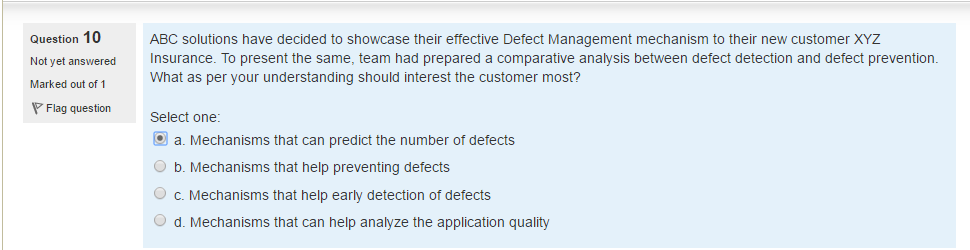 Question 10
Not yet answered
Marked out of 1
Flag question
ABC solutions have decided to showcase their effective Defect Management mechanism to their new customer XYZ
Insurance. To present the same, team had prepared a comparative analysis between defect detection and defect prevention.
What as per your understanding should interest the customer most?
Select one:
a. Mechanisms that can predict the number of defects
b. Mechanisms that help preventing defects
c. Mechanisms that help early detection of defects
d. Mechanisms that can help analyze the application quality